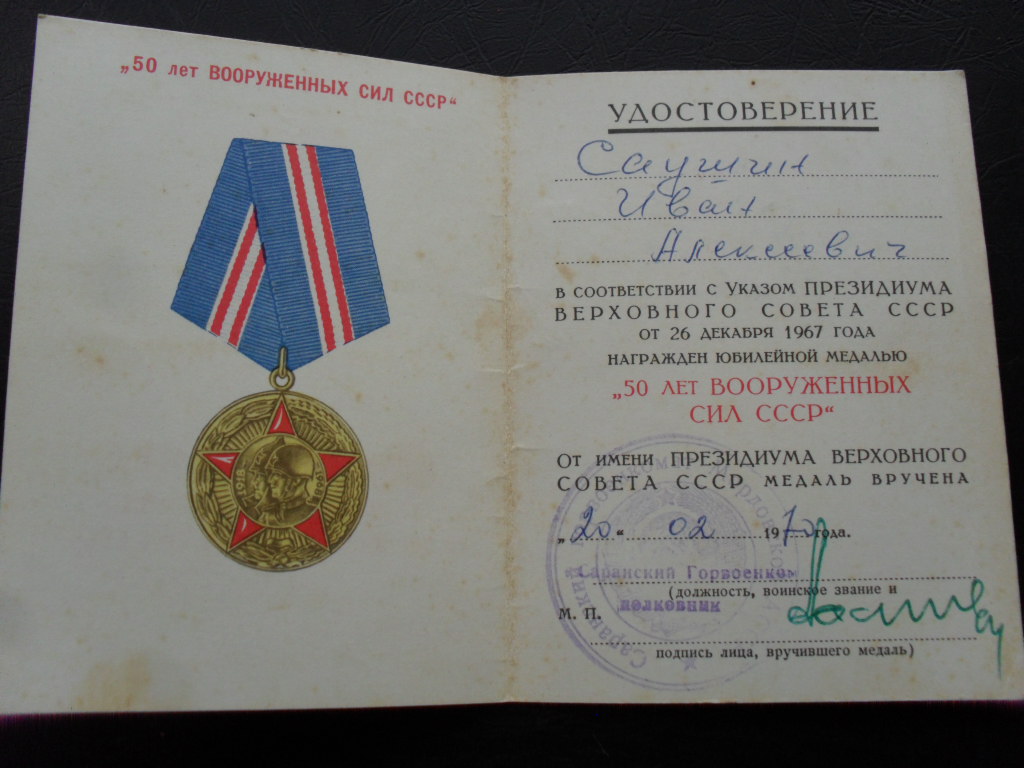 „50 лет ВООРУЖЕННЫХ СИЛ СССР“
УДОСТОВЕРЕНИЕ
Саушин
Иван
Алексеевич
В СООТВЕТСТВИИ С УКАЗОМ ПРЕЗИДИУМА
ВЕРХОВНОГО СОВЕТА СССР
ОТ 26 ДЕКАБРЯ 1967 ГОДА
НАГРАЖДЕН ЮБИЛЕЙНОЙ МЕДАЛЬЮ
„50 ЛЕТ ВООРУЖЕННЫХ
СИЛ СССР“
ОТ ИМЕНИ ПРЕЗИДИУМА ВЕРХОВНОГО
СОВЕТА СССР МЕДАЛЬ ВРУЧЕНА
„20“ 02 1970 года.
Саранский Горвоенком
(должность, воинское звание и
М. П. полковник
подпись лица, вручившего медаль)